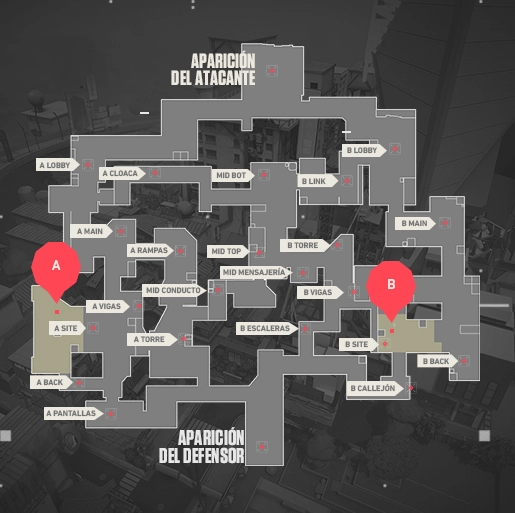 APARICIÓN
DEL ATACANTE
B LOBBY
A LOBBY
A CLOACA
MID BOT
B LINK
B MAIN
A MAIN
A RAMPAS
MID TOP
B TORRE
A
MID MENSAJERÍA
B
MID CONDUCTO
B VIGAS
A VIGAS
A SITE
B ESCALERAS
A TORRE
B SITE
B BACK
A BACK
B CALLEJÓN
A PANTALLAS
APARICIÓN
DEL DEFENSOR